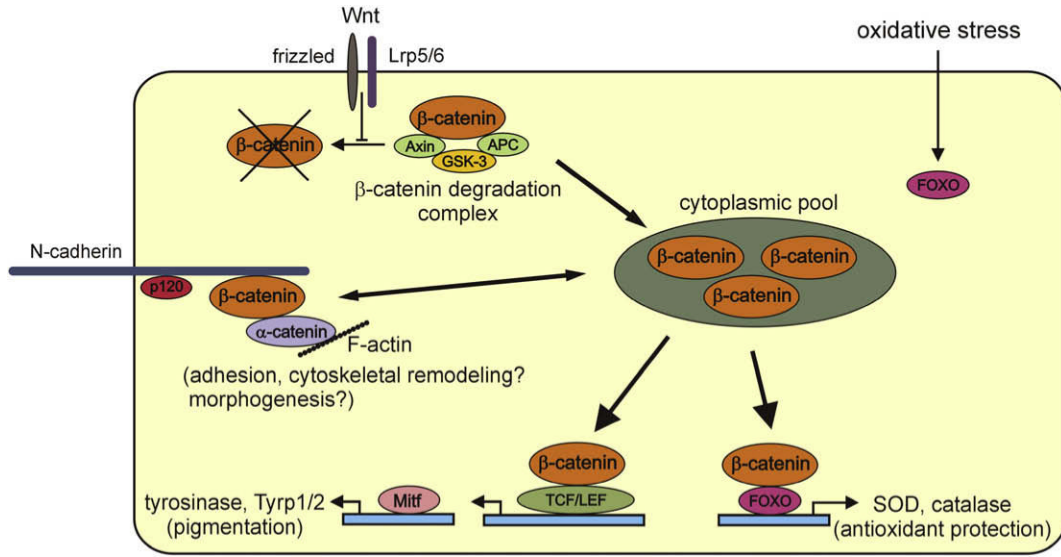 Wnt
frizzled
Lrp5/6
oxidative stress
β-catenin
β-catenin
Axin
APC
GSK-3
β-catenin degradation
complex
FOXO
cytoplasmic pool
β-catenin
β-catenin
β-catenin
N-cadherin
p120
β-catenin
α-catenin
F-actin
(adhesion, cytoskeletal remodeling?
morphogenesis?)
β-catenin
TCF/LEF
Mitf
tyrosinase, Tyrp1/2
(pigmentation)
β-catenin
FOXO
SOD, catalase
(antioxidant protection)